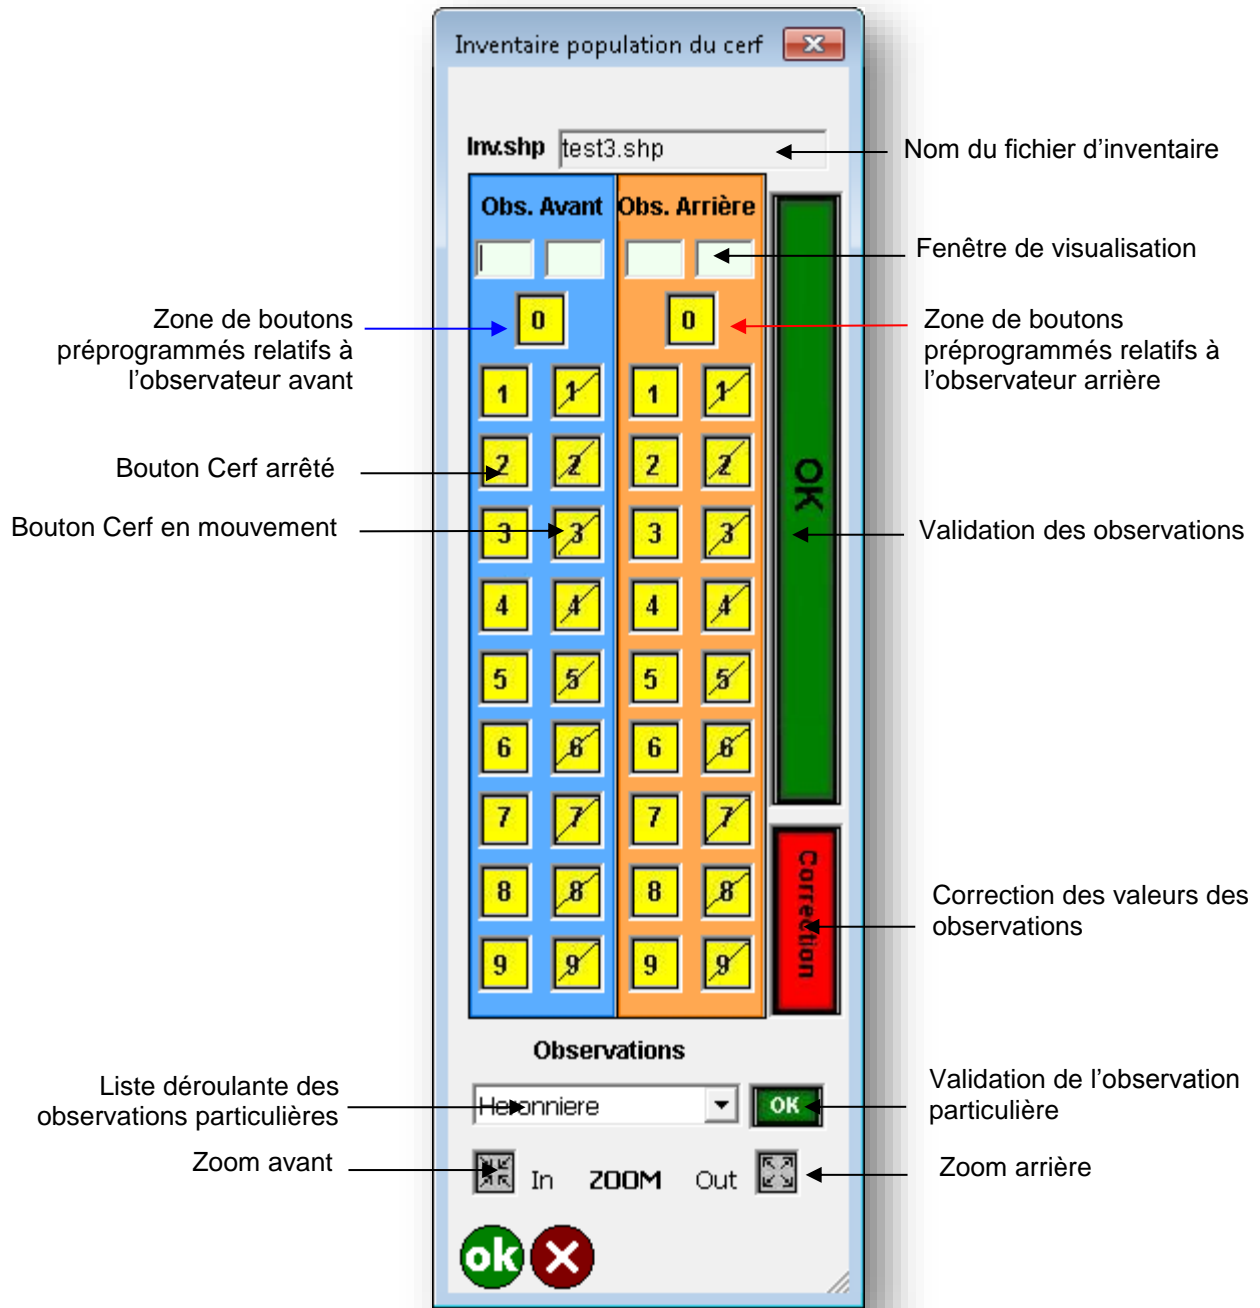 Inventaire population du cerf
Inv.shp test3.shp
Nom du fichier d'inventaire
Obs. Avant Obs. Arrière
Fenêtre de visualisation
Zone de boutons
préprogrammés relatifs à
l'observateur avant
0 0
Zone de boutons
préprogrammés relatifs à
l'observateur arrière
1 1 1 1
Bouton Cerf arrêté
2 2 2 2
OK
Bouton Cerf en mouvement
3 3 3 3
Validation des observations
4 4 4 4
5 5 5 5
6 6 6 6
7 7 7 7
8 8 8 8
Correction
Correction des valeurs des
observations
9 9 9 9
Observations
Liste déroulante des
observations particulières
Heronniere OK
Validation de l'observation
particulière
Zoom avant
In ZOOM Out
Zoom arrière
ok